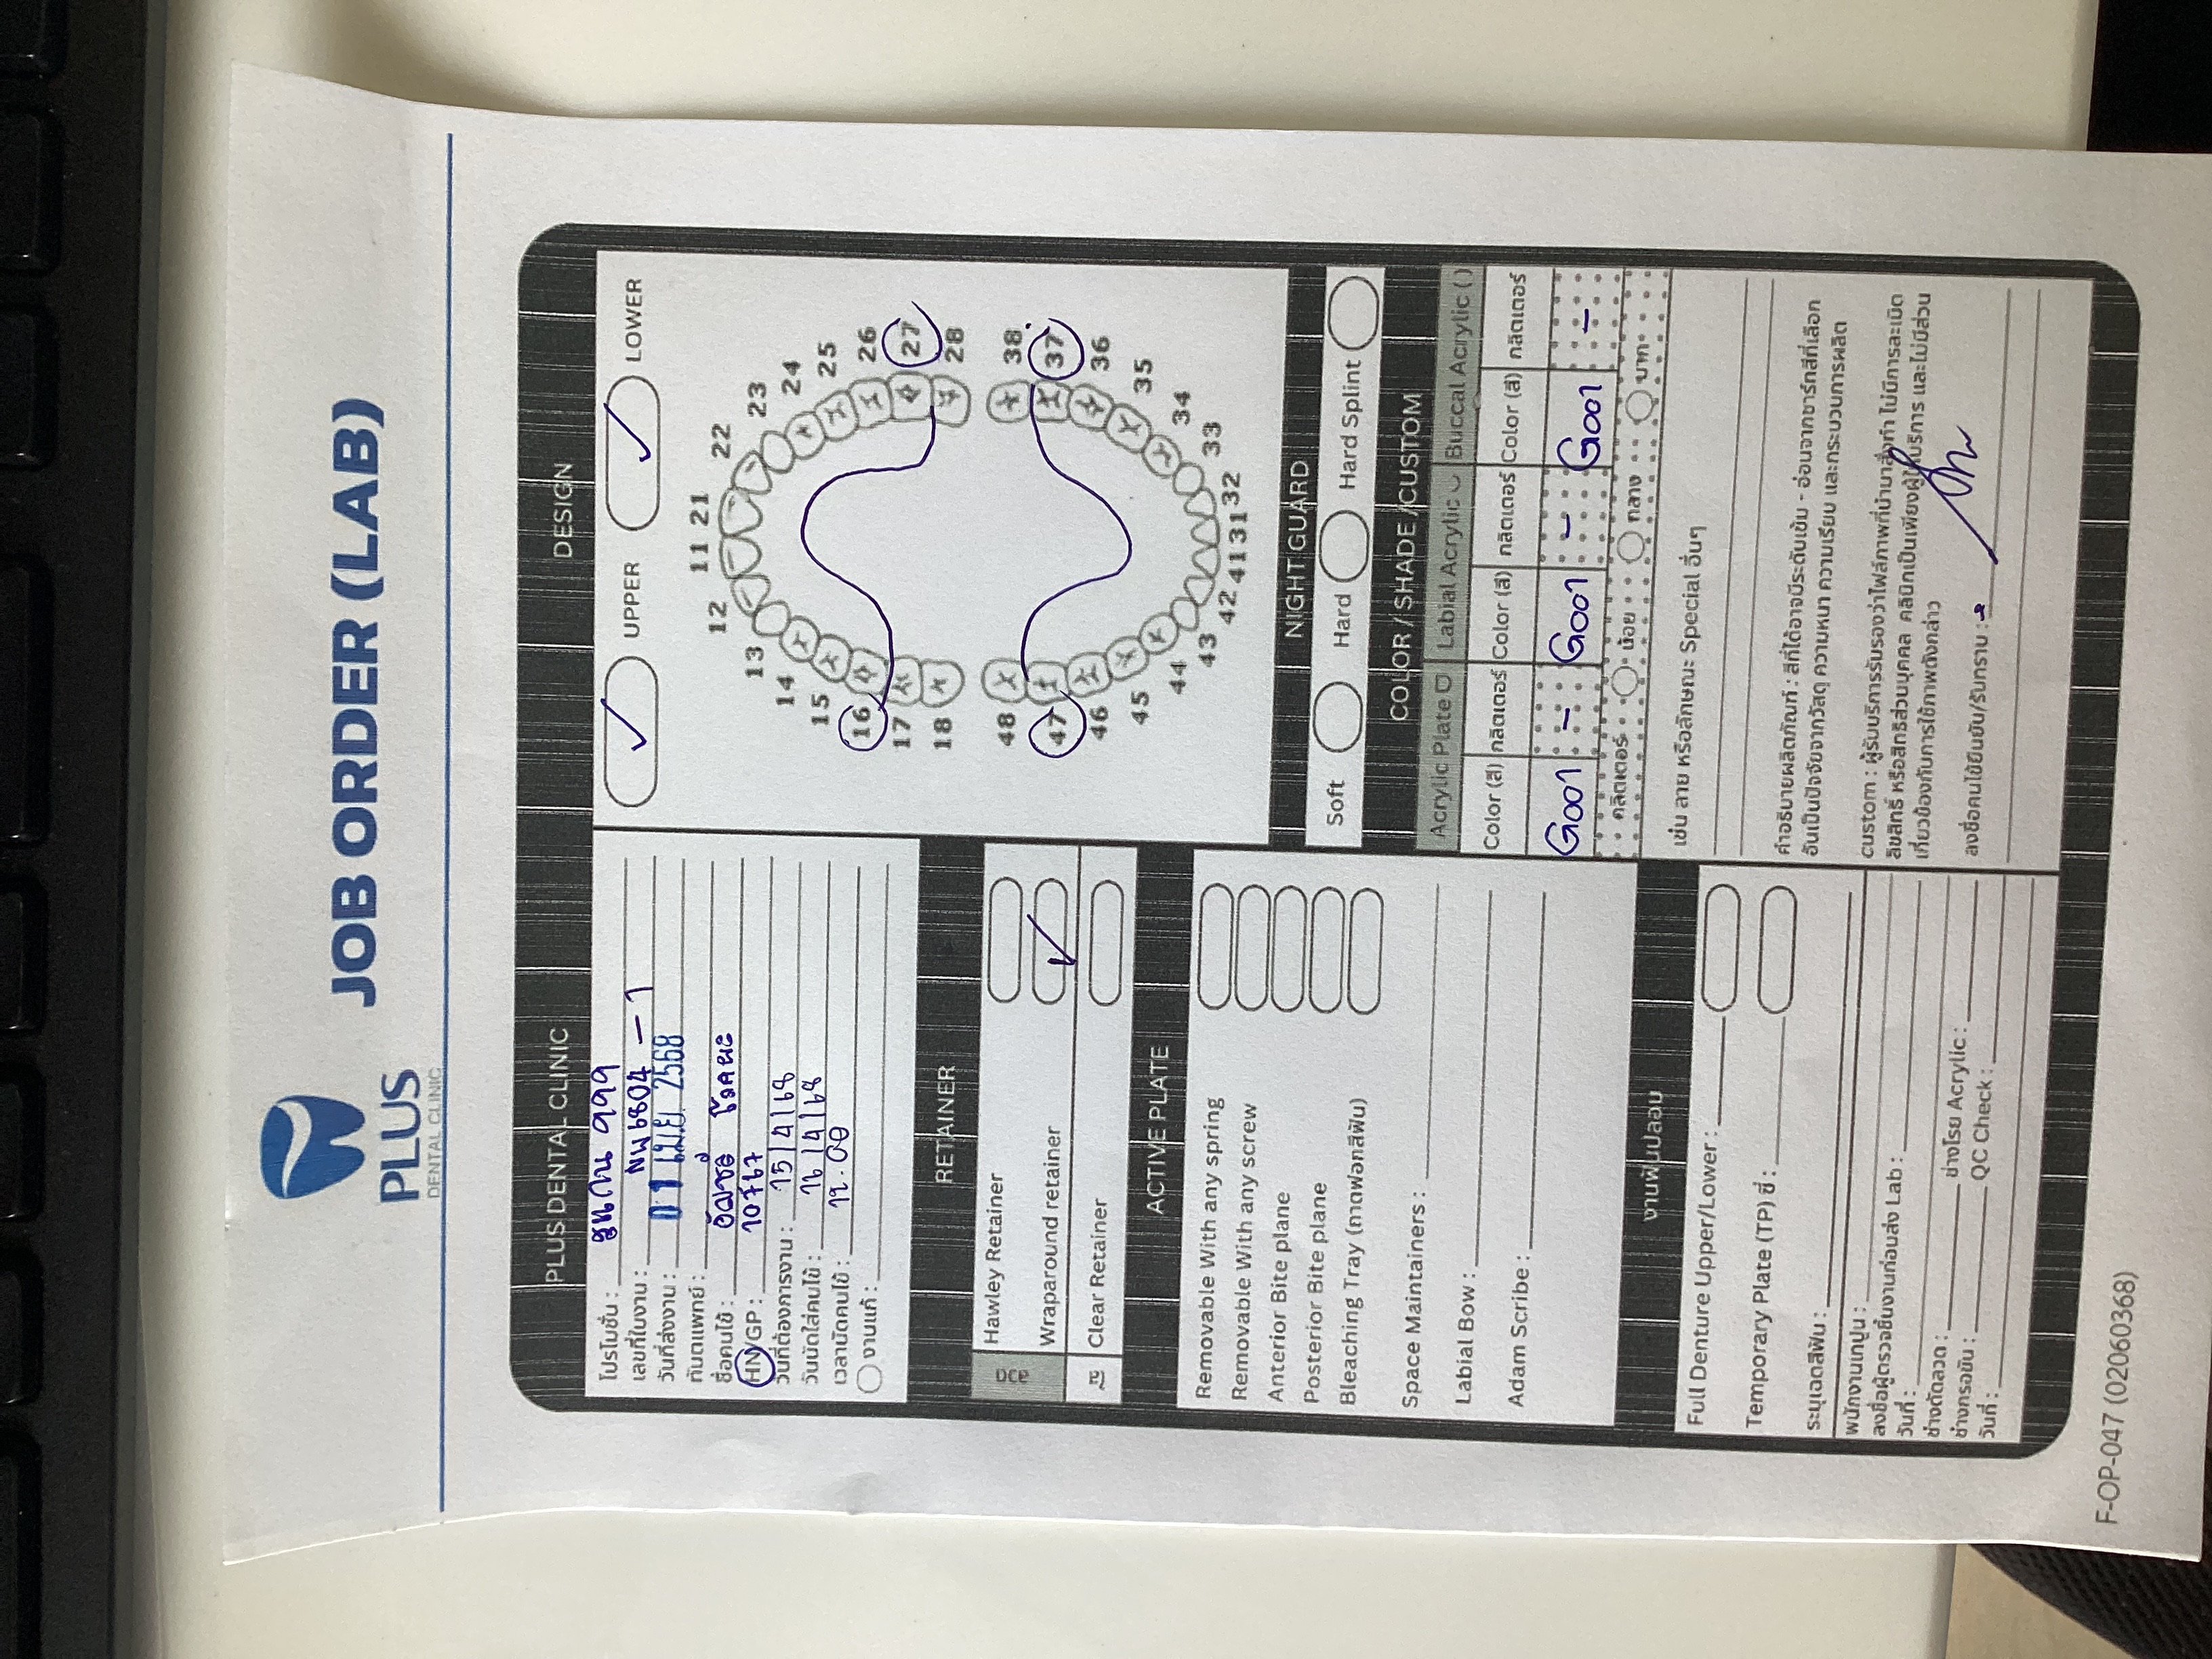 PLUS
DENTAL CLINIC
JOB ORDER (LAB)
PLUS DENTAL CLINIC
โปรโมชั่น : สแกน 999
เลขที่ใบงาน : NW6804 - 1
วันที่ส่งงาน : 01 เม.ย. 2568
ทันตแพทย์ :
ชื่อคนไข้ : อัญชลี
HN/GP : 10767
วันที่ต้องการงาน : 15/4/68
วันนัดใส่คนไข้ : 16/4/68
เวลานัดคนไข้ : 12.00
งานแก้ :
DESIGN
UPPER LOWER
11 21
12 22
13 23
14 24
15 25
16 26
17 27
18 28
48 38
47 37
46 36
45 35
44 34
43 33
42 41 31 32
RETAINER
ลวด
Hawley Retainer
Wraparound retainer
ใส
Clear Retainer
ACTIVE PLATE
Removable With any spring
Removable With any screw
Anterior Bite plane
Posterior Bite plane
Bleaching Tray (ถาดฟอกสีฟัน)
Space Maintainers :
Labial Bow :
Adam Scribe :
NIGHT GUARD
Soft Hard Hard Splint
COLOR / SHADE /CUSTOM
Acrylic Plate Labial Acrylic Buccal Acrylic ( )
Color (สี) กลิตเตอร์ Color (สี) กลิตเตอร์ Color (สี) กลิตเตอร์
G001 - G001 - G001 -
กลิตเตอร์ น้อย กลาง มาก
เช่น ลาย หรือลักษณะ Special อื่นๆ
คำอธิบายผลิตภัณฑ์ : สีที่ได้อาจมีระดับเข้ม - อ่อนจากชาร์ทสีที่เลือก
อันเป็นปัจจัยจากวัสดุ ความหนา ความเรียบ และกระบวนการผลิต
custom : ผู้รับบริการรับรองว่าไฟล์ภาพที่นำมาสั่งทำ ไม่มีการละเมิด
ลิขสิทธิ์ หรือสิทธิส่วนบุคคล คลินิกเป็นเพียงผู้ให้บริการ และไม่มีส่วน
เกี่ยวข้องกับการใช้ภาพดังกล่าว
ลงชื่อคนไข้ยืนยัน/รับทราบ :
งานฟันปลอม
Full Denture Upper/Lower :
Temporary Plate (TP) ซี่ :
ระบุเฉดสีฟัน :
พนักงานเทปูน :
ลงชื่อผู้ตรวจชิ้นงานก่อนส่ง Lab :
วันที่ :
ช่างดัดลวด : ช่างโรย Acrylic :
ช่างกรอขัน : QC Check :
วันที่ :
F-OP-047 (02060368)